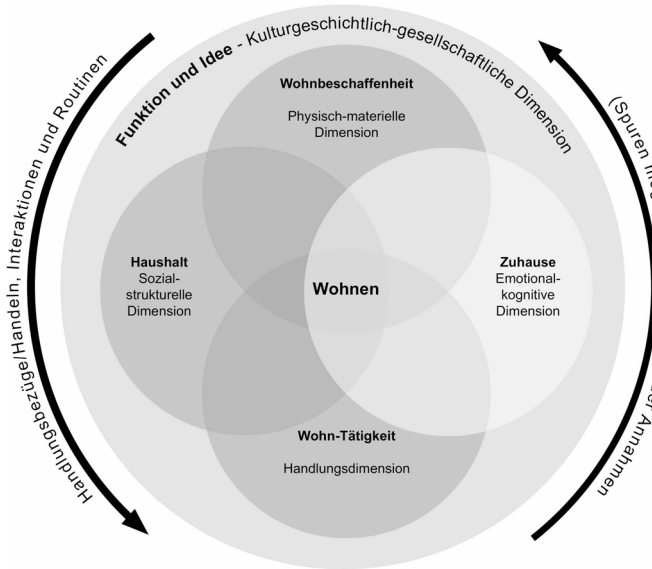 Funktion und Idee - Kulturgeschichtlich-gesellschaftliche Dimension
Handlungsbezüge/Handeln, Interaktionen und Routinen
(Spuren
Annahmen
Wohnbeschaffenheit
Physisch-materielle
Dimension
Haushalt
Sozial-
strukturelle
Dimension
Wohnen
Zuhause
Emotional-
kognitive
Dimension
Wohn-Tätigkeit
Handlungsdimension